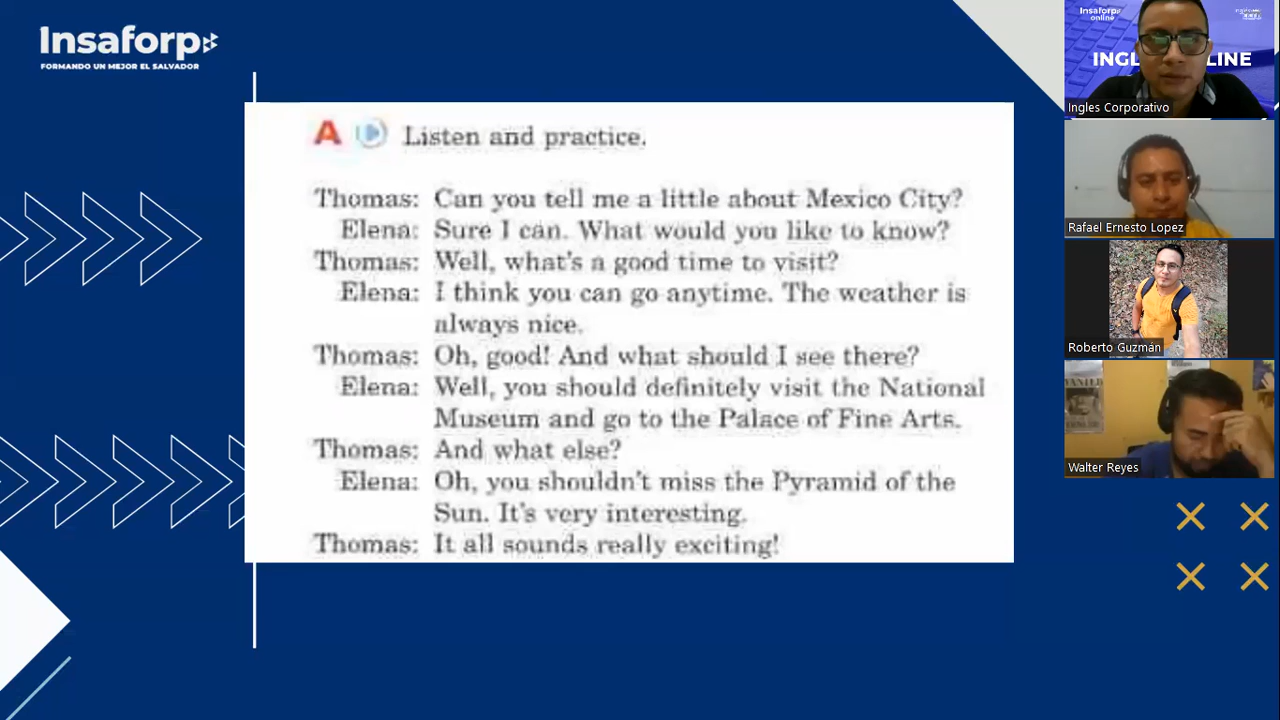 Insaforp
FORMANDO UN MEJOR EL SALVADOR
A Listen and practice.
Thomas: Can you tell me a little about Mexico City?
Elena: Sure I can. What would you like to know?
Thomas: Well, what's a good time to visit?
Elena: I think you can go anytime. The weather is
always nice.
Thomas: Oh, good! And what should I see there?
Elena: Well, you should definitely visit the National
Museum and go to the Palace of Fine Arts.
Thomas: And what else?
Elena: Oh, you shouldn't miss the Pyramid of the
Sun. It's very interesting.
Thomas: It all sounds really exciting!
Insaforp
online
INGL LINE
Ingles Corporativo
Rafael Ernesto Lopez
Roberto Guzmán
WANTED
Walter Reyes